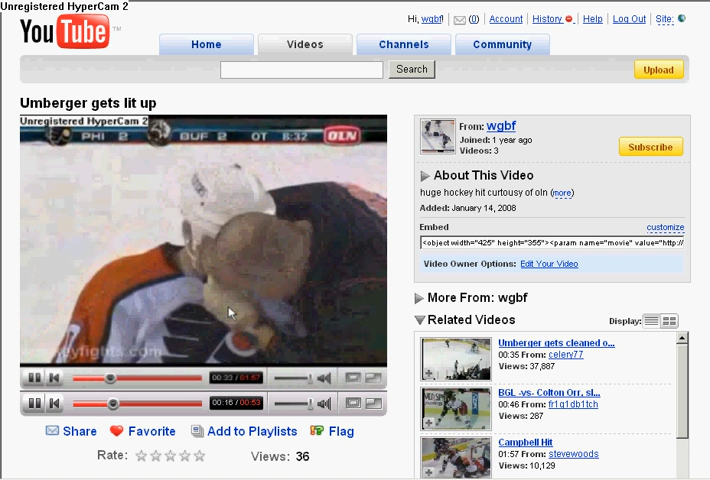 Unregistered HyperCam 2
YouTube ™
Hi, wgbf! (0) Account History Help Log Out Site:
Home Videos Channels Community
Search Upload
Umberger gets lit up
Unregistered HyperCam 2
PHI 2 BUF 2 OT 8:32 OLN
00:33 / 01:57
00:16 / 00:53
Share Favorite Add to Playlists Flag
Rate: Views: 36
From: wgbf
Joined: 1 year ago
Videos: 3
Subscribe
About This Video
huge hockey hit curtousy of oln (more)
Added: January 14, 2008
Embed customize
<object width="425" height="355"><param name="movie" value="http://
Video Owner Options: Edit Your Video
More From: wgbf
Related Videos Display:
Umberger gets cleaned o...
00:35 From: celery77
Views: 37,887
BGL -vs- Colton Orr, sl...
00:46 From: fr1g1db1tch
Views: 287
Campbell Hit
01:57 From: stevewoods
Views: 10,129